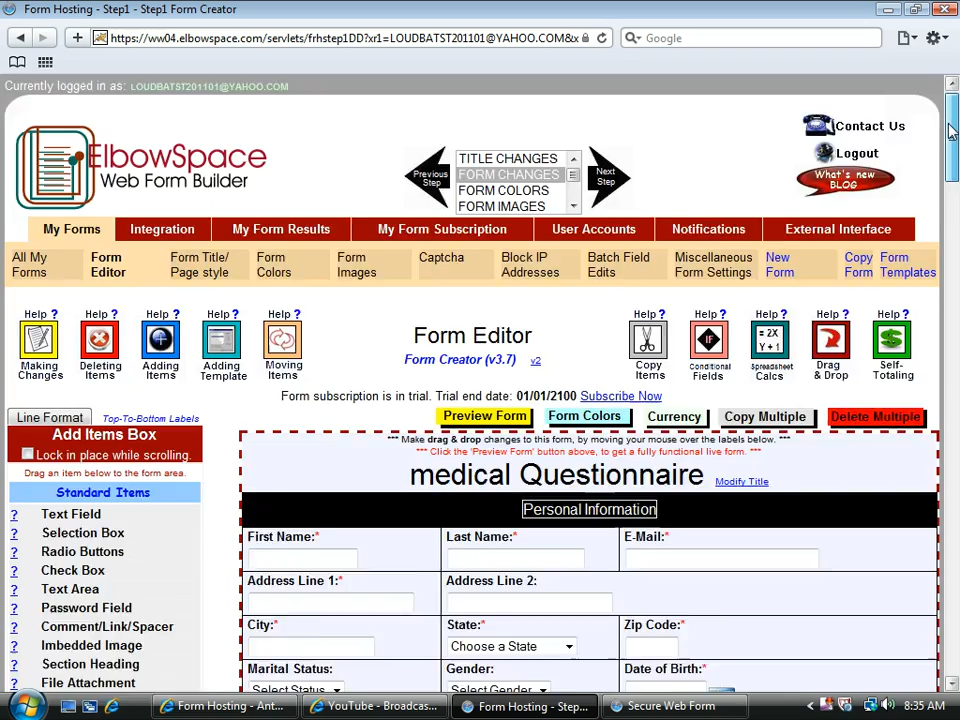 Form Hosting - Step1 - Step1 Form Creator
https://ww04.elbowspace.com/servlets/frhstep1DD?xr1=LOUDBATST201101@YAHOO.COM&x
Google
Currently logged in as: LOUDBATST201101@YAHOO.COM
ElbowSpace
Web Form Builder
Previous Step
TITLE CHANGES
FORM CHANGES
FORM COLORS
FORM IMAGES
Next Step
Contact Us
Logout
What's new BLOG
My Forms Integration My Form Results My Form Subscription User Accounts Notifications External Interface
All My Forms
Form Editor
Form Title/ Page style
Form Colors
Form Images
Captcha
Block IP Addresses
Batch Field Edits
Miscellaneous Form Settings
New Form
Copy Form
Form Templates
Help ? Help ? Help ? Help ? Help ?
Making Changes
Deleting Items
Adding Items
Adding Template
Moving Items
Form Editor
Form Creator (v3.7) v2
Help ? Help ? Help ? Help ? Help ?
IF
= 2X
Y + 1
Copy Items
Conditional Fields
Spreadsheet Calcs
Drag & Drop
Self-Totaling
Form subscription is in trial. Trial end date: 01/01/2100 Subscribe Now
Line Format Top-To-Bottom Labels
Preview Form Form Colors Currency Copy Multiple Delete Multiple
Add Items Box
Lock in place while scrolling.
Drag an item below to the form area.
Standard Items
? Text Field
? Selection Box
? Radio Buttons
? Check Box
? Text Area
? Password Field
? Comment/Link/Spacer
? Imbedded Image
? Section Heading
? File Attachment
*** Make drag & drop changes to this form, by moving your mouse over the labels below. ***
*** Click the 'Preview Form' button above, to get a fully functional live form. ***
medical Questionnaire Modify Title
Personal Information
First Name:* Last Name:* E-Mail:*
Address Line 1:* Address Line 2:
City:* State:* Zip Code:*
Choose a State
Marital Status: Gender: Date of Birth:*
Select Status Select Gender
Form Hosting - Ant... YouTube - Broadcas... Form Hosting - Step... Secure Web Form 8:35 AM